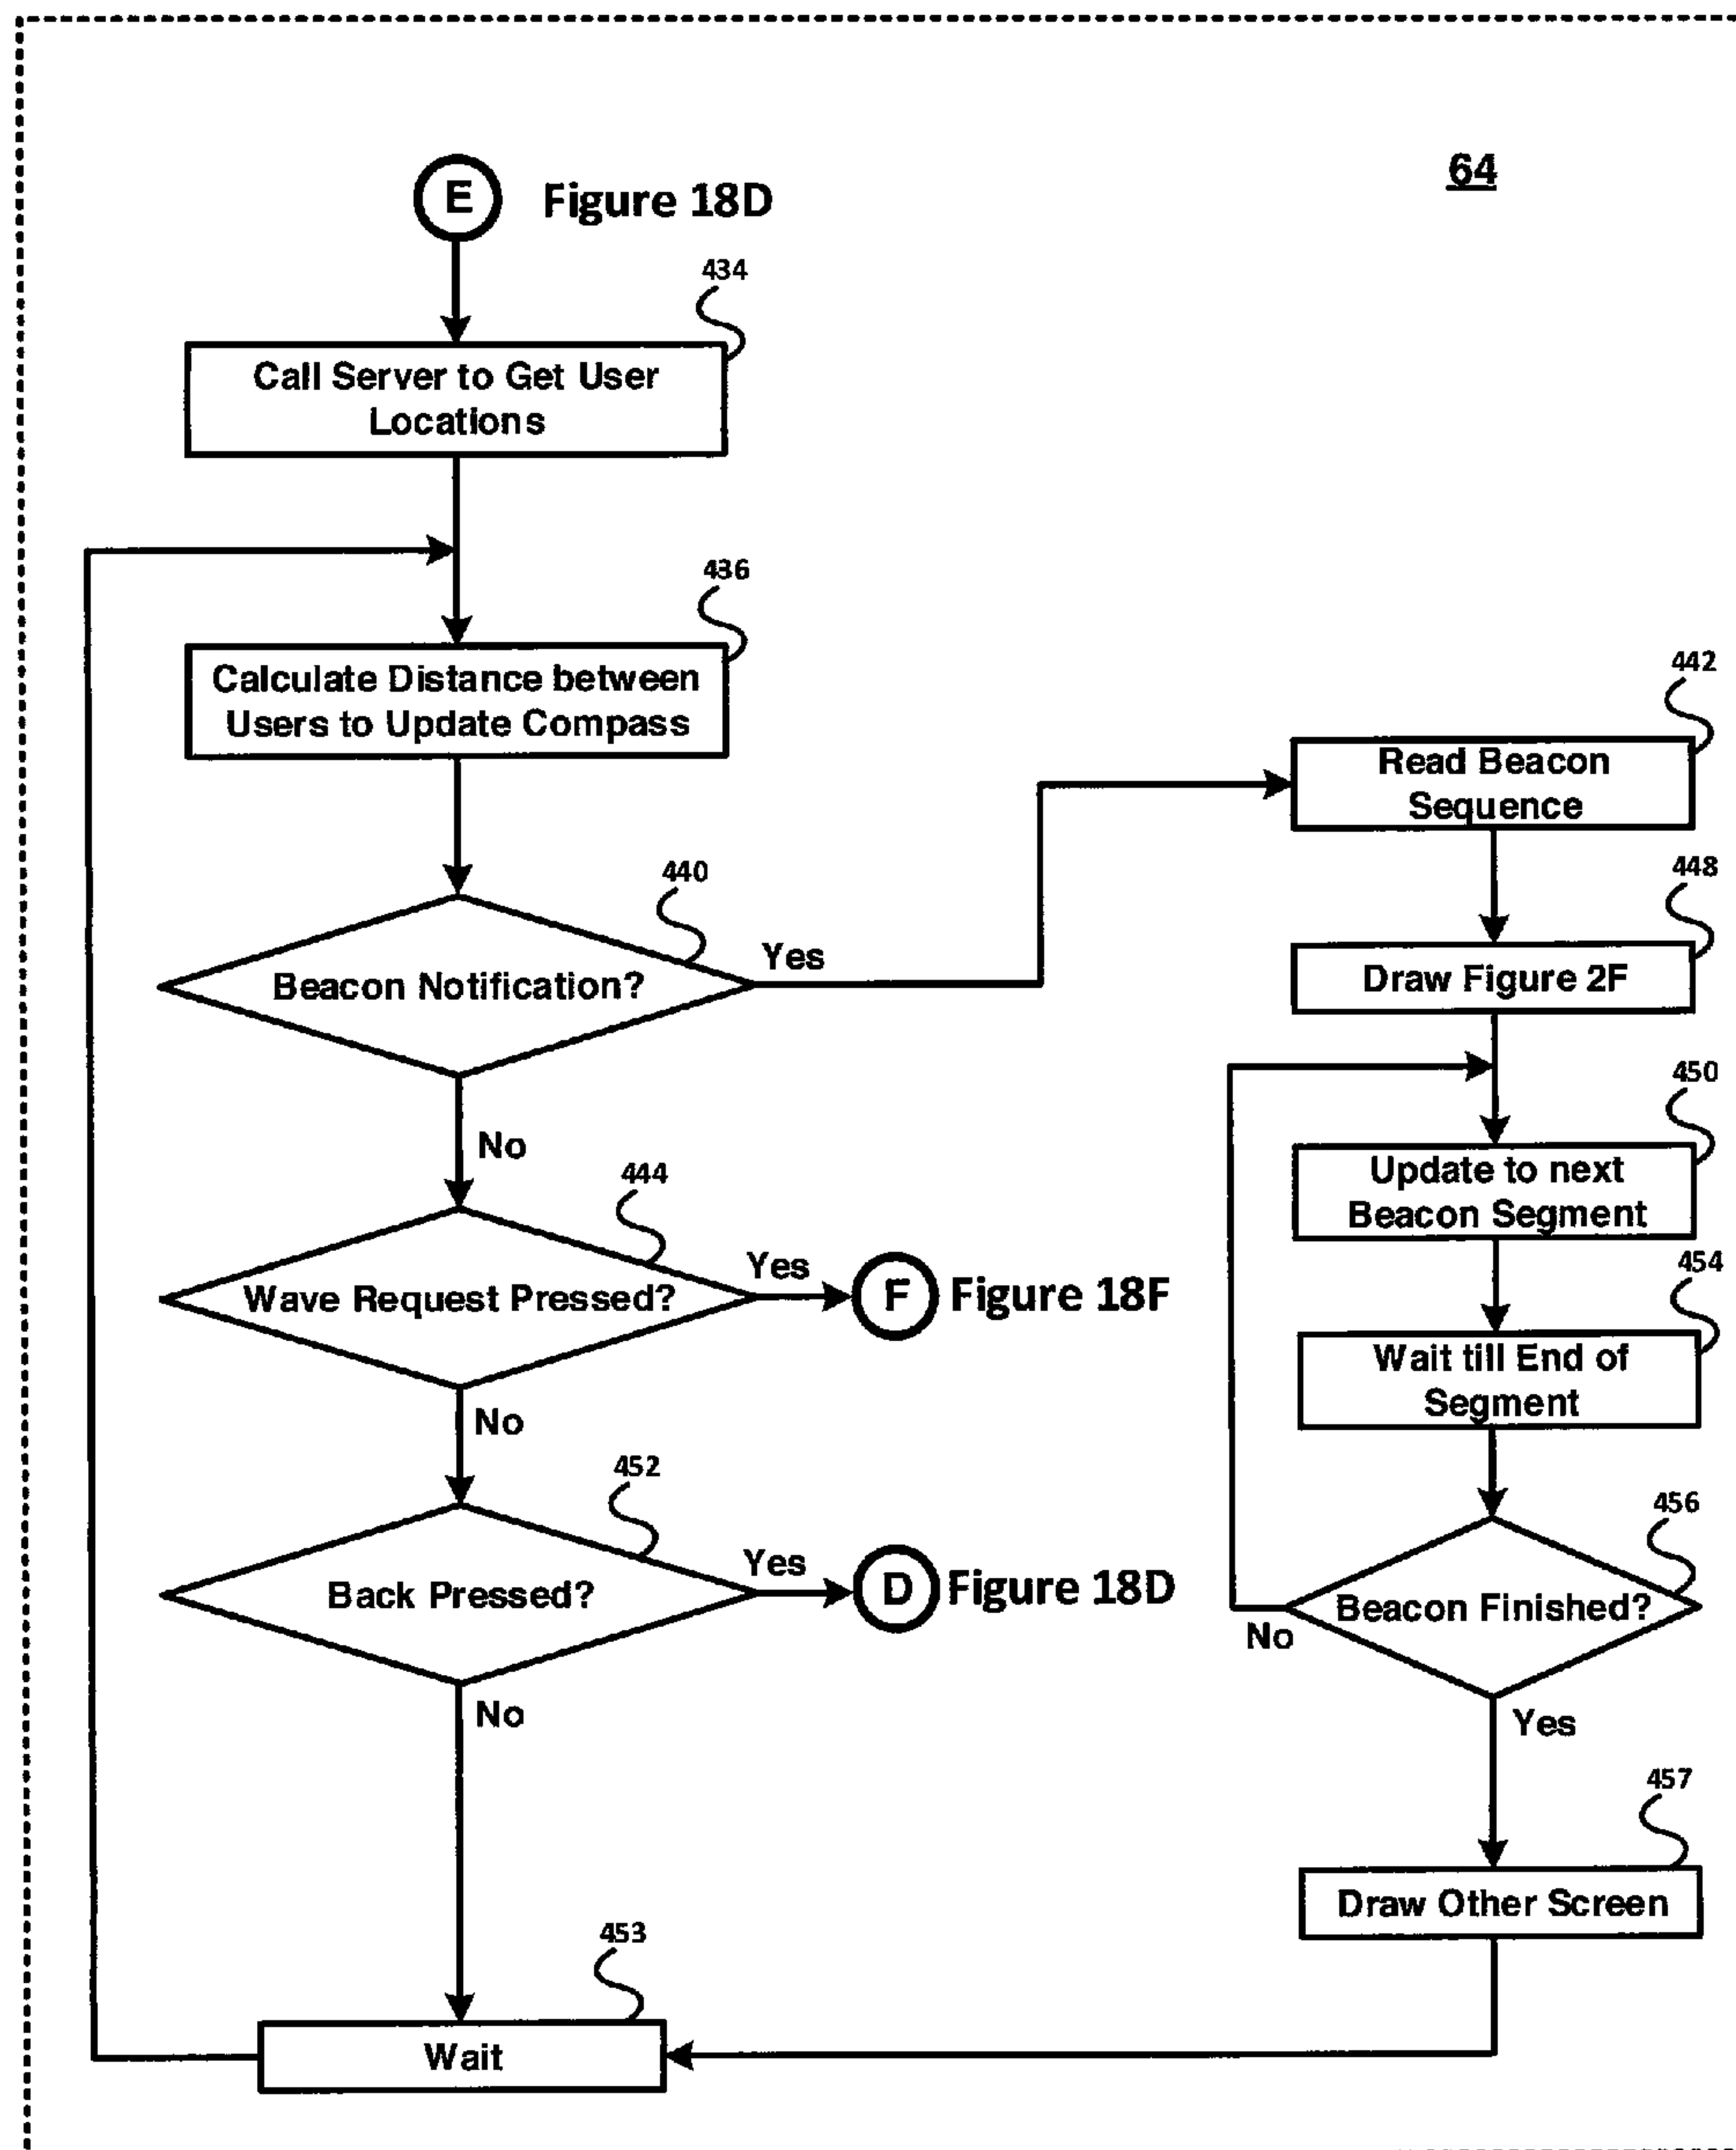 64
E Figure 18D
434
Call Server to Get User
Locations
436
Calculate Distance between
Users to Update Compass
440
Beacon Notification?
Yes
No
444
Wave Request Pressed?
Yes
F Figure 18F
No
452
Back Pressed?
Yes
D Figure 18D
No
453
Wait
442
Read Beacon
Sequence
448
Draw Figure 2F
450
Update to next
Beacon Segment
454
Wait till End of
Segment
456
Beacon Finished?
No
Yes
457
Draw Other Screen